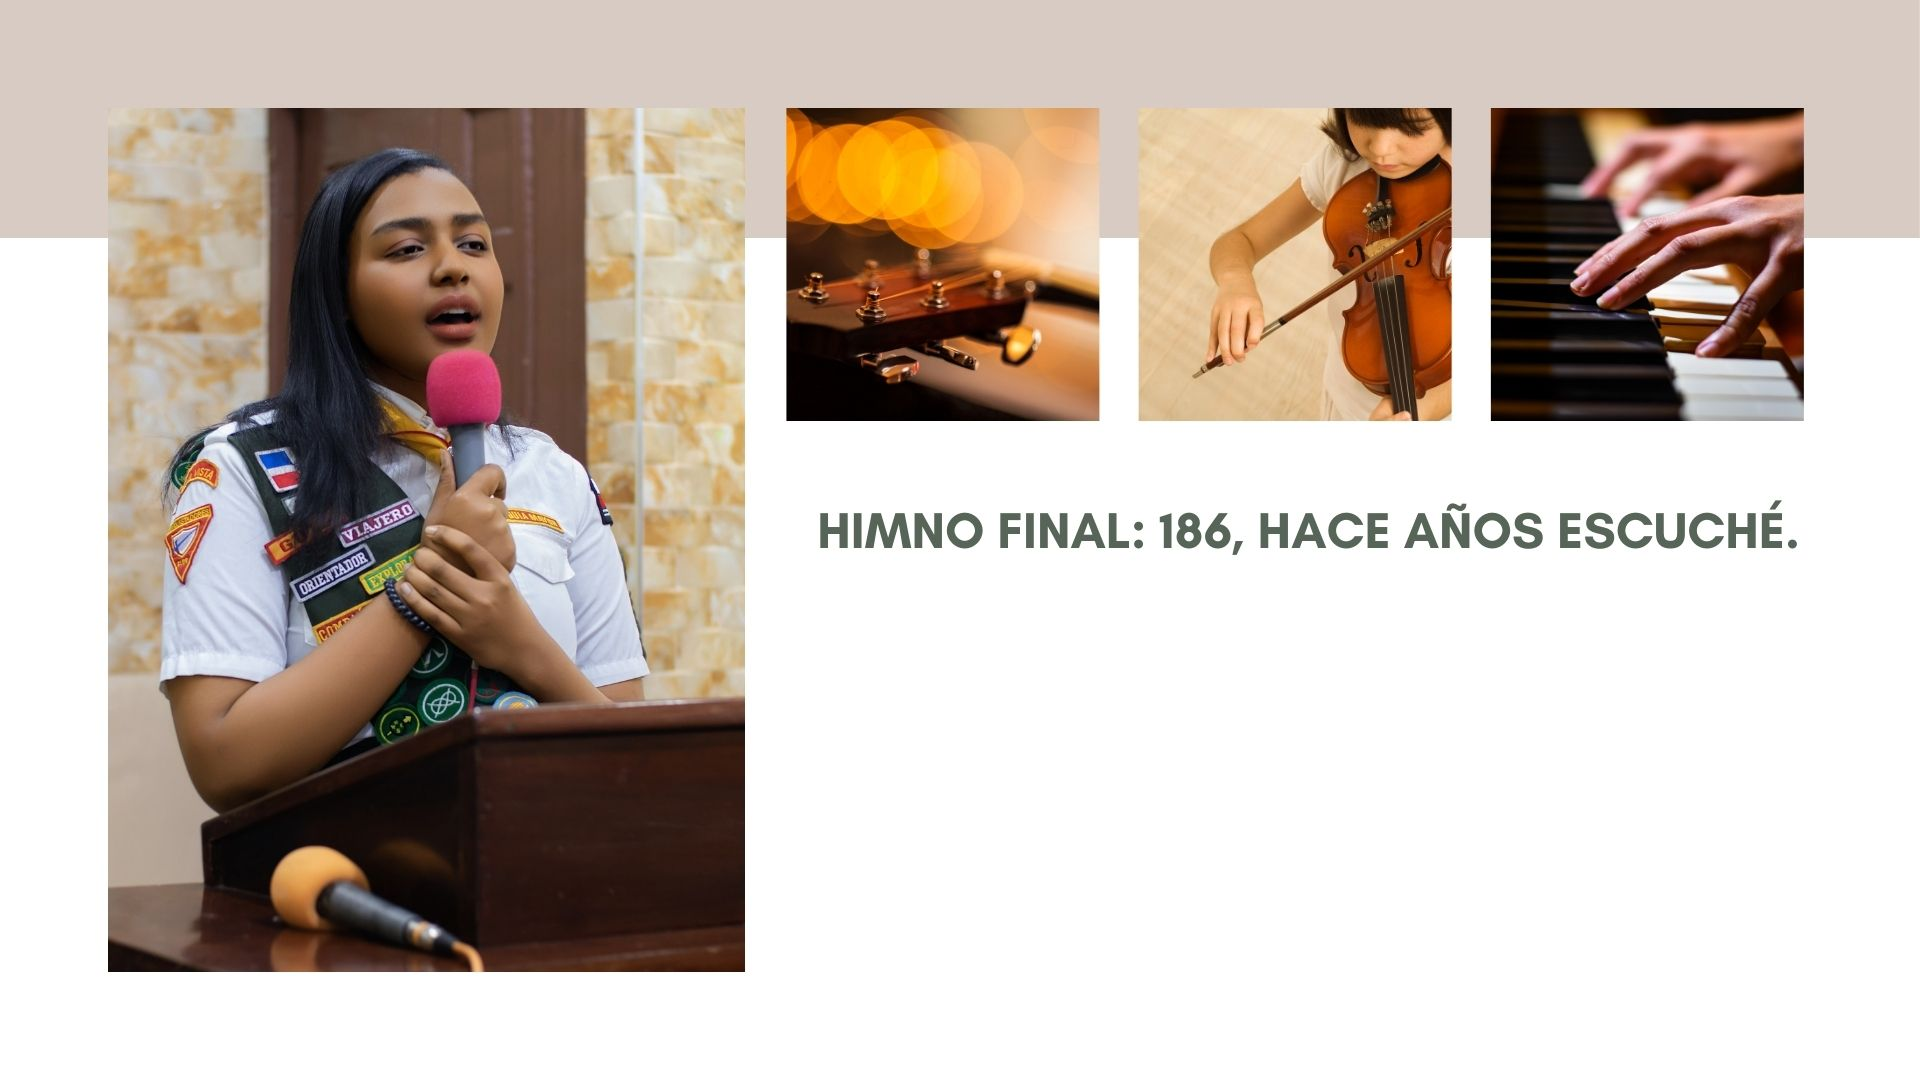 HIMNO FINAL: 186, HACE AÑOS ESCUCHÉ.
VIAJERO
ORIENTADOR